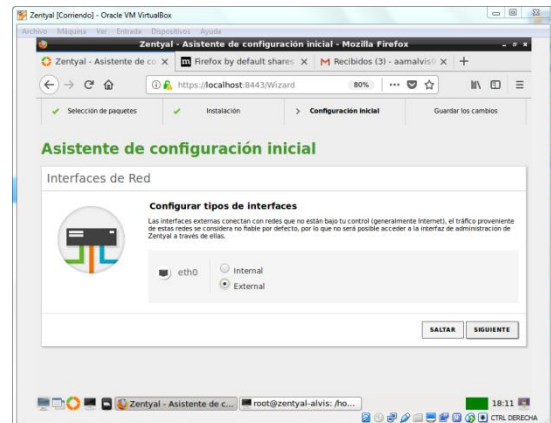 Zentyal [Corriendo] - Oracle VM VirtualBox
Archivo Máquina Ver Entrada Dispositivos Ayuda
Zentyal - Asistente de configuración inicial - Mozilla Firefox
Zentyal - Asistente de co
Firefox by default shares
Recibidos (3) - aamalvis
https://localhost:8443/Wizard
80%
Selección de paquetes
Instalación
Configuración inicial
Guardar los cambios
Asistente de configuración inicial
Interfaces de Red
Configurar tipos de interfaces
Las interfaces externas conectan con redes que no están bajo tu control (generalmente Internet), el tráfico proveniente
de estas redes se considera no fiable por defecto, por lo que no será posible acceder a la interfaz de administración de
Zentyal a través de ellas.
eth0
Internal
External
SALTAR
SIGUIENTE
Zentyal - Asistente de c...
root@zentyal-alvis: /ho...
18:11
CTRL DERECHA